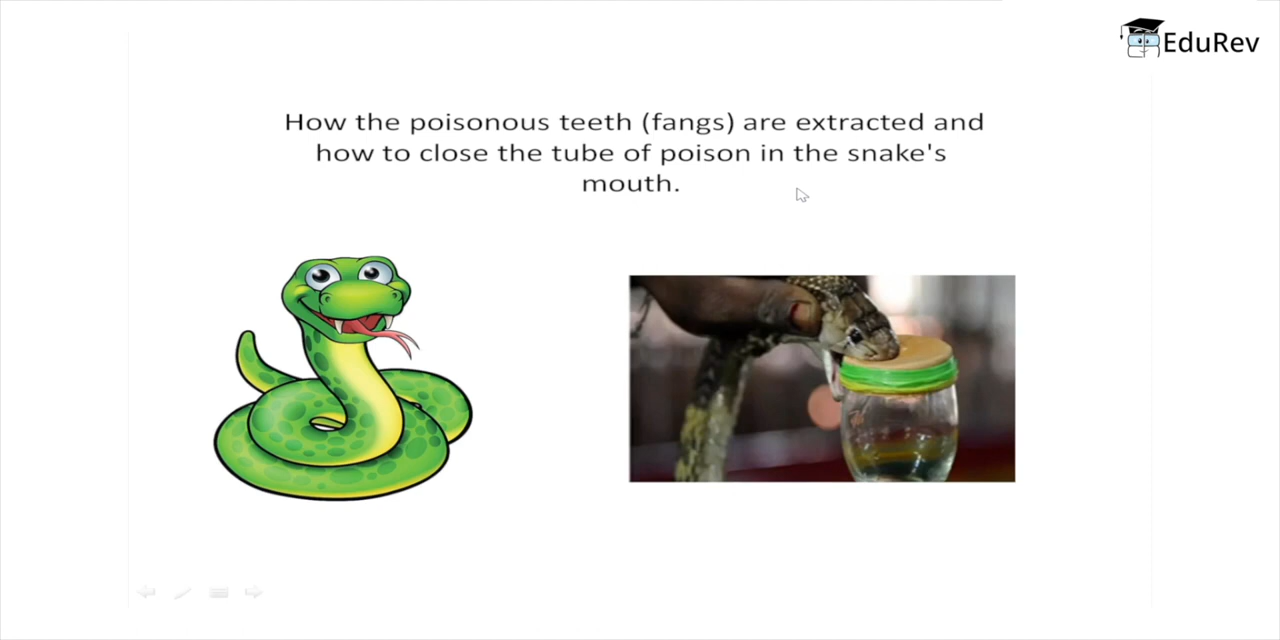 EduRev
How the poisonous teeth (fangs) are extracted and
how to close the tube of poison in the snake's
mouth.